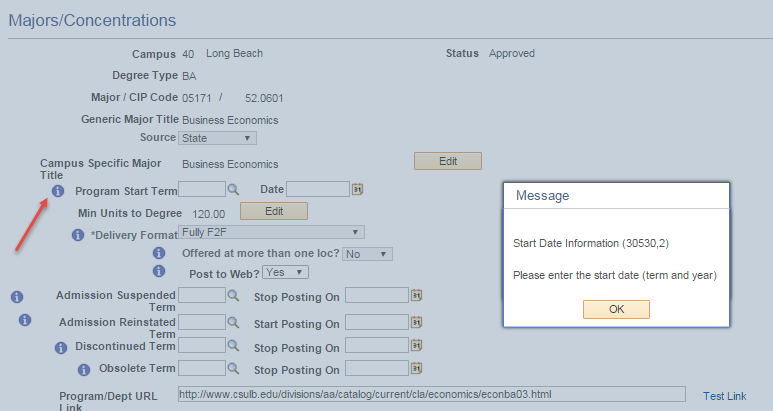 Majors/Concentrations
Campus 40 Long Beach Status Approved
Degree Type BA
Major / CIP Code 05171 / 52.0601
Generic Major Title Business Economics
Source State
Campus Specific Major Title Business Economics Edit
Program Start Term Date 31
Min Units to Degree 120.00 Edit
*Delivery Format Fully F2F
Offered at more than one loc? No
Post to Web? Yes
Admission Suspended Term Stop Posting On 31
Admission Reinstated Term Start Posting On 31
Discontinued Term Stop Posting On 31
Obsolete Term Stop Posting On 31
Program/Dept URL Link http://www.csulb.edu/divisions/aa/catalog/current/cla/economics/econba03.html Test Link
Message
Start Date Information (30530,2)
Please enter the start date (term and year)
OK